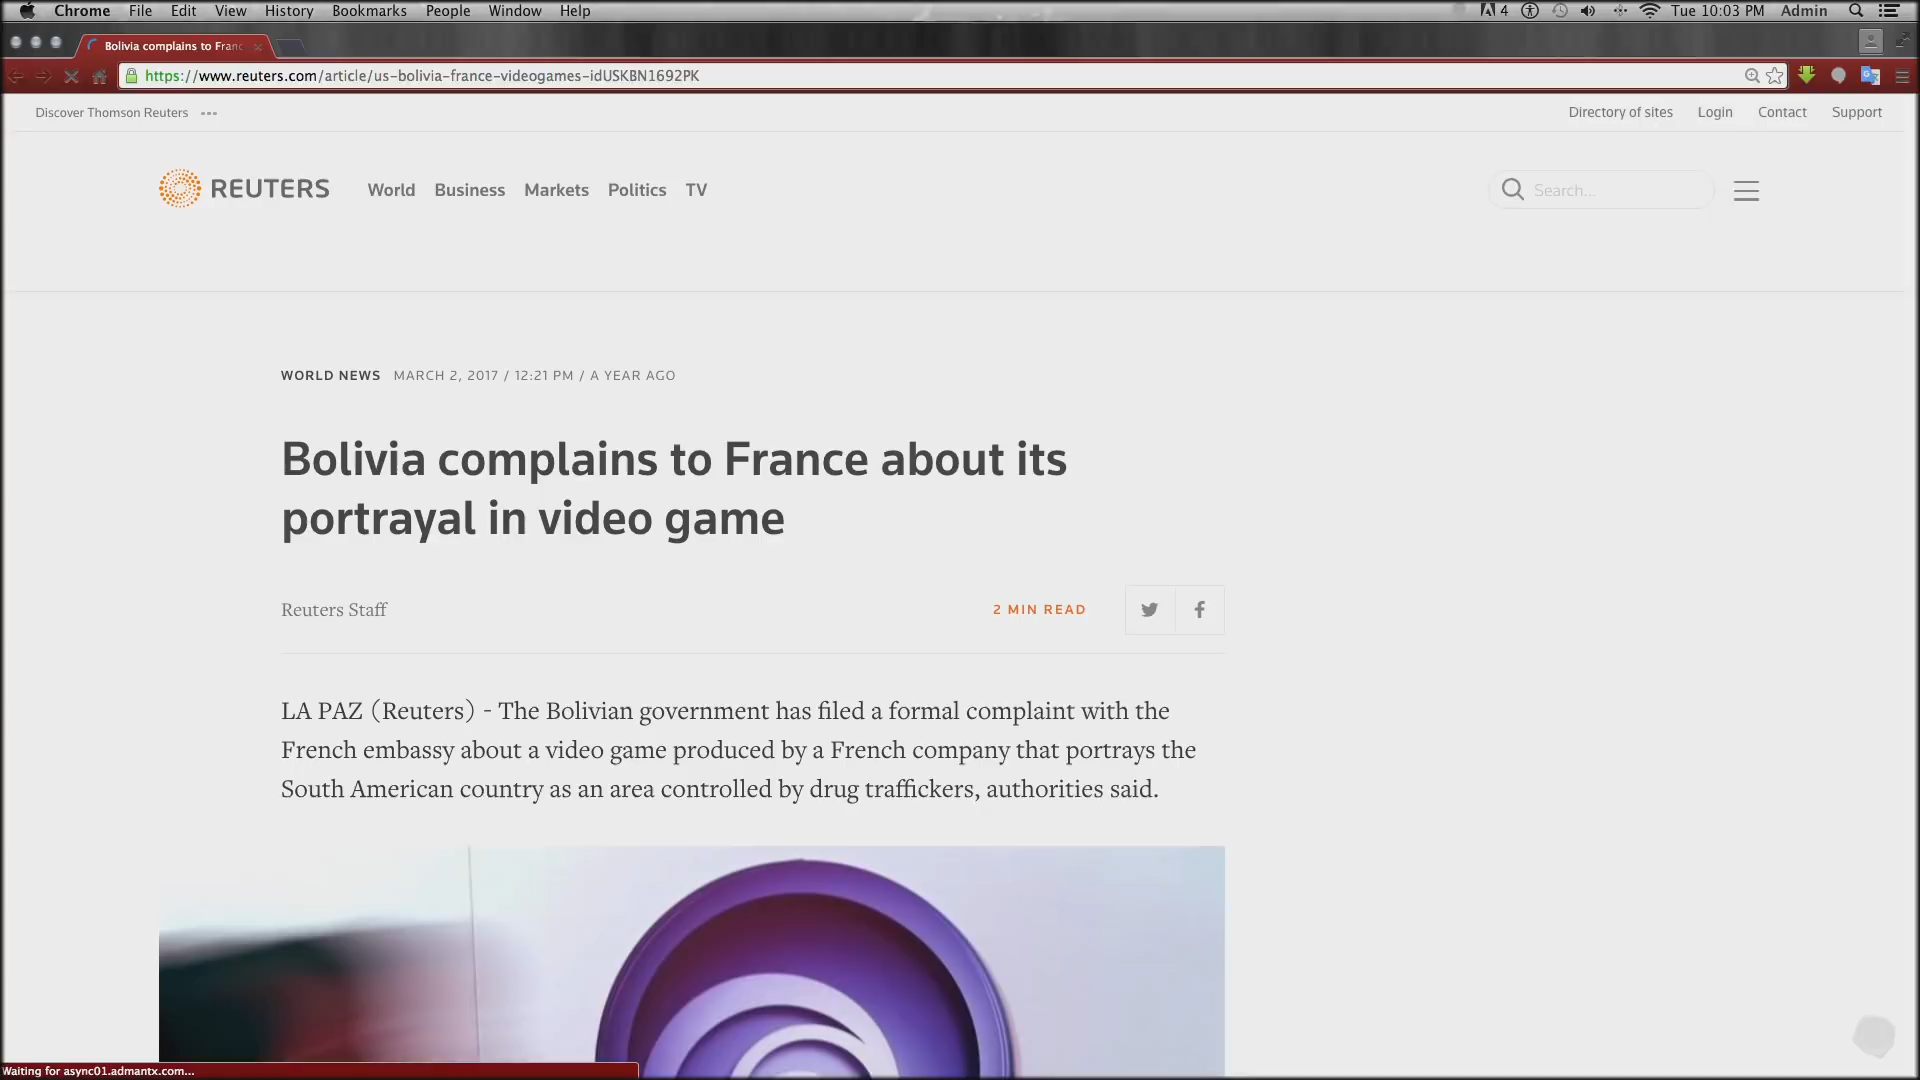 Chrome File Edit View History Bookmarks People Window Help
4 Tue 10:03 PM Admin
Bolivia complains to Franc
https://www.reuters.com/article/us-bolivia-france-videogames-idUSKBN1692PK
Discover Thomson Reuters
Directory of sites Login Contact Support
REUTERS World Business Markets Politics TV
Search...
WORLD NEWS MARCH 2, 2017 / 12:21 PM / A YEAR AGO
Bolivia complains to France about its
portrayal in video game
Reuters Staff
2 MIN READ
LA PAZ (Reuters) - The Bolivian government has filed a formal complaint with the
French embassy about a video game produced by a French company that portrays the
South American country as an area controlled by drug traffickers, authorities said.
Waiting for async01.admantx.com...